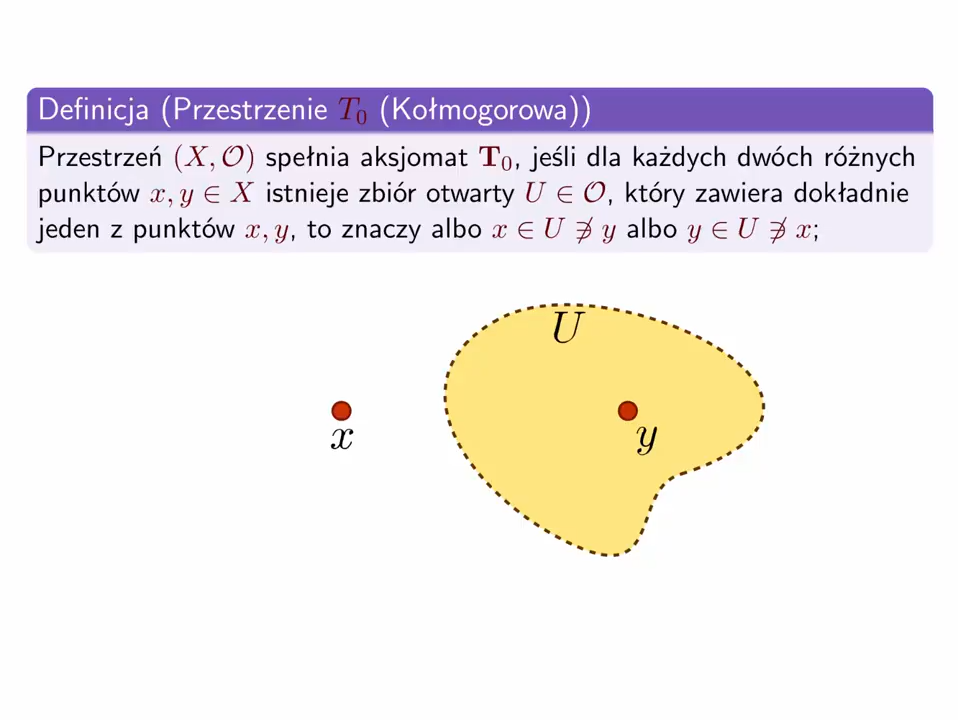 Definicja (Przestrzenie T₀ (Kołmogorowa))
Przestrzeń (X, 𝒪) spełnia aksjomat 𝐓₀, jeśli dla każdych dwóch różnych
punktów x, y ∈ X istnieje zbiór otwarty U ∈ 𝒪, który zawiera dokładnie
jeden z punktów x, y, to znaczy albo x ∈ U ∌ y albo y ∈ U ∌ x;
U
x
y